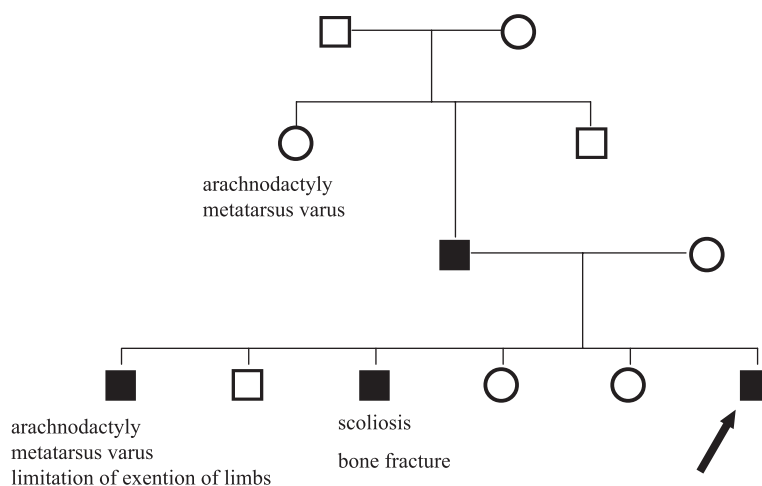 arachnodactyly
metatarsus varus
arachnodactyly
metatarsus varus
limitation of exention of limbs
scoliosis
bone fracture